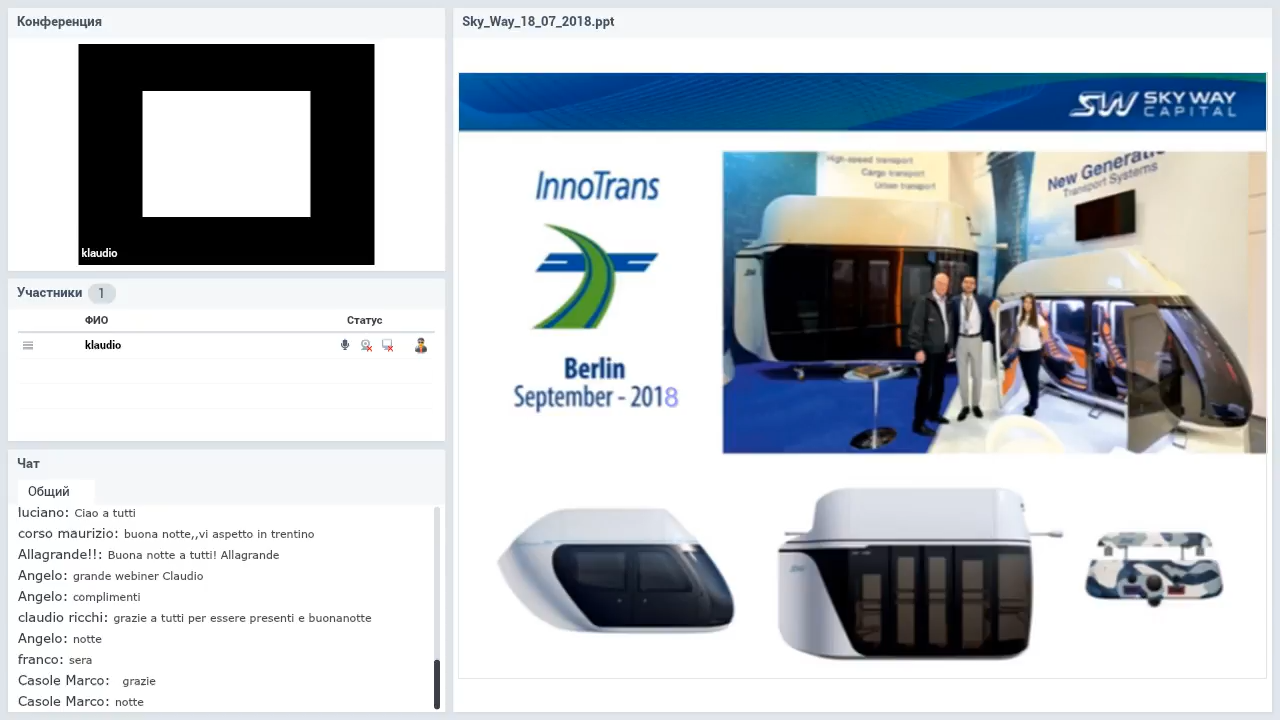 Конференция
klaudio
Участники 1
ФИО Статус
klaudio
Чат
Общий
luciano: Ciao a tutti
corso maurizio: buona notte,,vi aspetto in trentino
Allagrande!!: Buona notte a tutti! Allagrande
Angelo: grande webiner Claudio
Angelo: complimenti
claudio ricchi: grazie a tutti per essere presenti e buonanotte
Angelo: notte
franco: sera
Casole Marco: grazie
Casole Marco: notte
Sky_Way_18_07_2018.ppt
SW SKY WAY
CAPITAL
InnoTrans
Berlin
September - 2018
High-speed transport
Cargo transport
Urban transport
New Generatio
Transport Systems